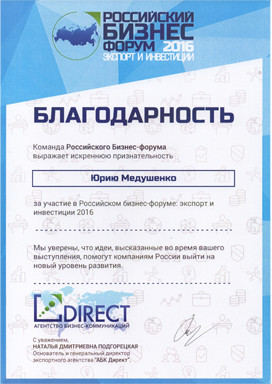 РОССИЙСКИЙ
БИЗНЕС
ФОРУМ 2016
ЭКСПОРТ И ИНВЕСТИЦИИ
БЛАГОДАРНОСТЬ
Команда Российского Бизнес-форума
выражает искреннюю признательность
Юрию Медушенко
за участие в Российском бизнес-форуме: экспорт и
инвестиции 2016
Мы уверены, что идеи, высказанные во время вашего
выступления, помогут компаниям России выйти на
новый уровень развития.
DIRECT
АГЕНТСТВО БИЗНЕС-КОММУНИКАЦИЙ
С уважением,
НАТАЛЬЯ ДМИТРИЕВНА ПОДГОРЕЦКАЯ
Основатель и генеральный директор
экспортного агентства "АБК Директ".